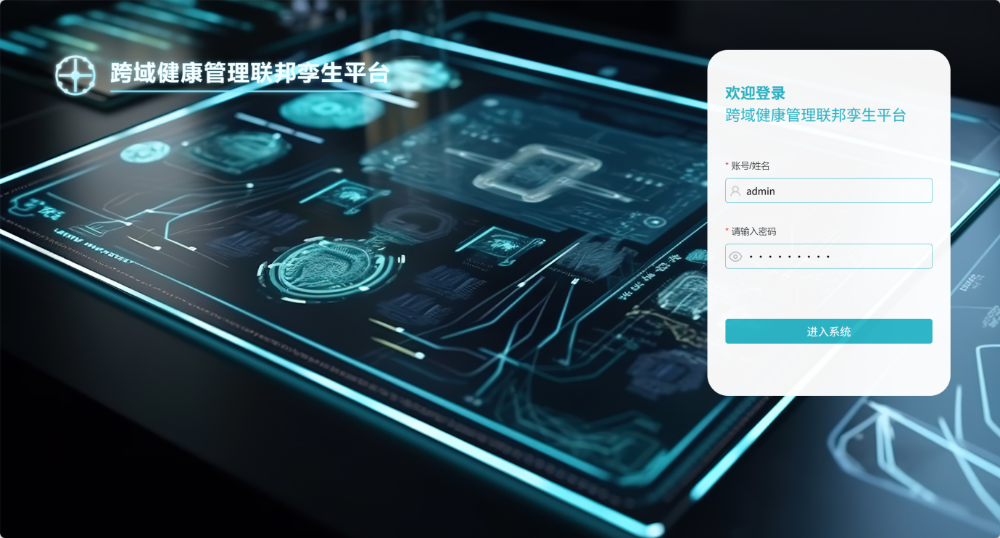 跨域健康管理联邦孪生平台
欢迎登录
跨域健康管理联邦孪生平台
* 账号/姓名
admin
* 请输入密码
•••••••••
进入系统